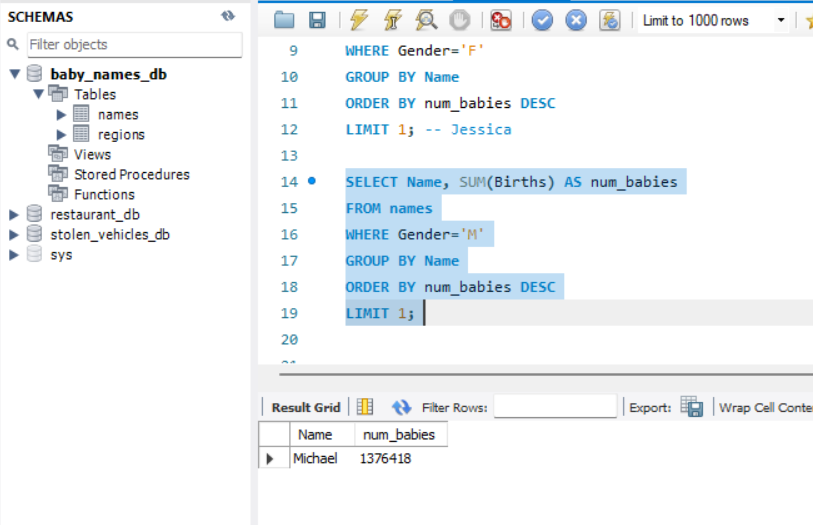 SCHEMAS
Filter objects
baby_names_db
Tables
names
regions
Views
Stored Procedures
Functions
restaurant_db
stolen_vehicles_db
sys
Limit to 1000 rows
9 WHERE Gender='F'
10 GROUP BY Name
11 ORDER BY num_babies DESC
12 LIMIT 1; -- Jessica
13
14 SELECT Name, SUM(Births) AS num_babies
15 FROM names
16 WHERE Gender='M'
17 GROUP BY Name
18 ORDER BY num_babies DESC
19 LIMIT 1;
20
Result Grid Filter Rows: Export: Wrap Cell Conte
Name num_babies
Michael 1376418